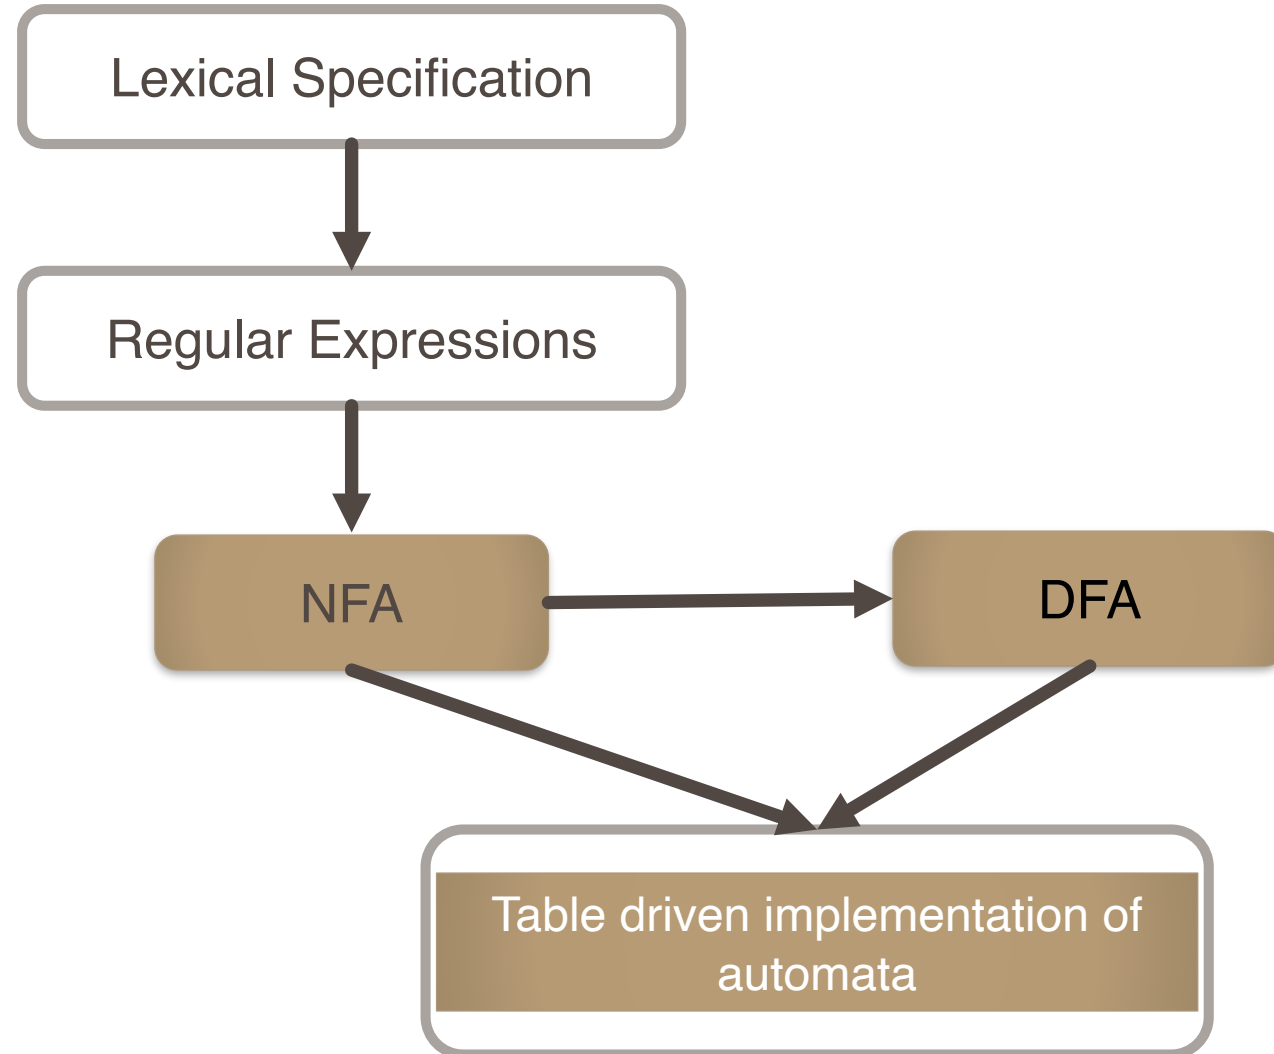 Lexical Specification
Regular Expressions
NFA
DFA
Table driven implementation of
automata